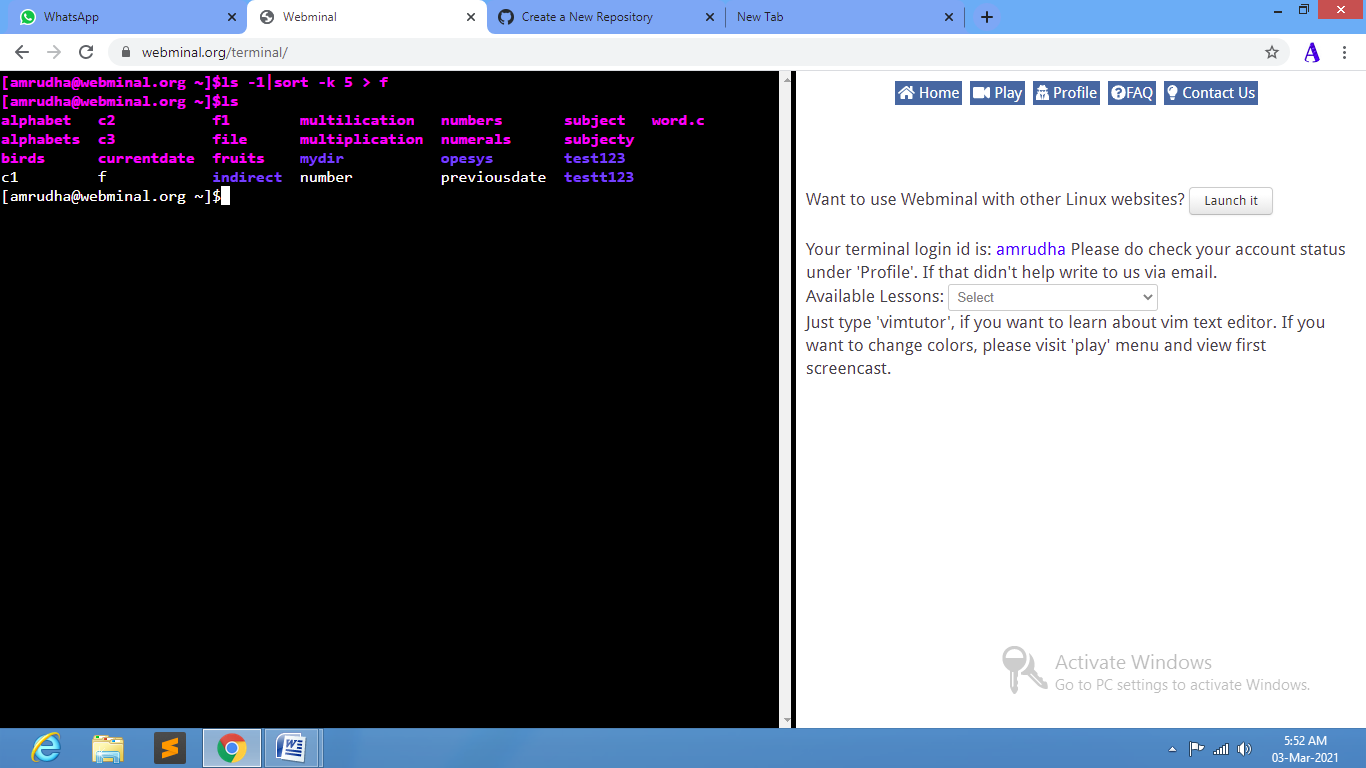 WhatsApp
Webminal
Create a New Repository
New Tab
webminal.org/terminal/
[amrudha@webminal.org ~]$ls -1|sort -k 5 > f
[amrudha@webminal.org ~]$ls
alphabet c2 f1 multilication numbers subject word.c
alphabets c3 file multiplication numerals subjecty
birds currentdate fruits mydir opesys test123
c1 f indirect number previousdate testt123
[amrudha@webminal.org ~]$
Home Play Profile FAQ Contact Us
Want to use Webminal with other Linux websites? Launch it
Your terminal login id is: amrudha Please do check your account status
under 'Profile'. If that didn't help write to us via email.
Available Lessons: Select
Just type 'vimtutor', if you want to learn about vim text editor. If you
want to change colors, please visit 'play' menu and view first
screencast.
Activate Windows
Go to PC settings to activate Windows.
5:52 AM
03-Mar-2021